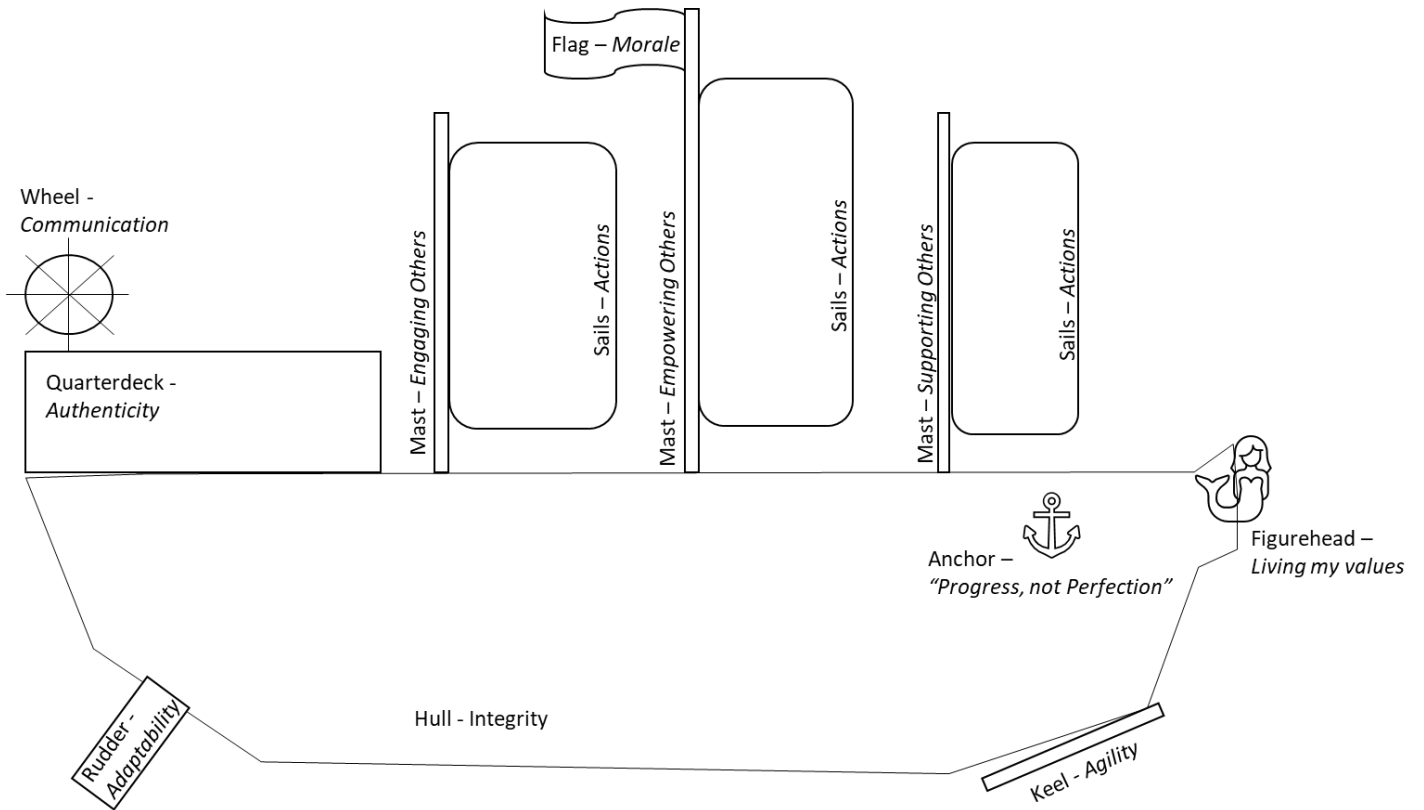 Flag – Morale
Wheel -
Communication
Quarterdeck -
Authenticity
Mast – Engaging Others
Sails – Actions
Mast – Empowering Others
Sails – Actions
Mast – Supporting Others
Sails – Actions
Anchor –
“Progress, not Perfection”
Figurehead –
Living my values
Rudder -
Adaptability
Hull - Integrity
Keel - Agility